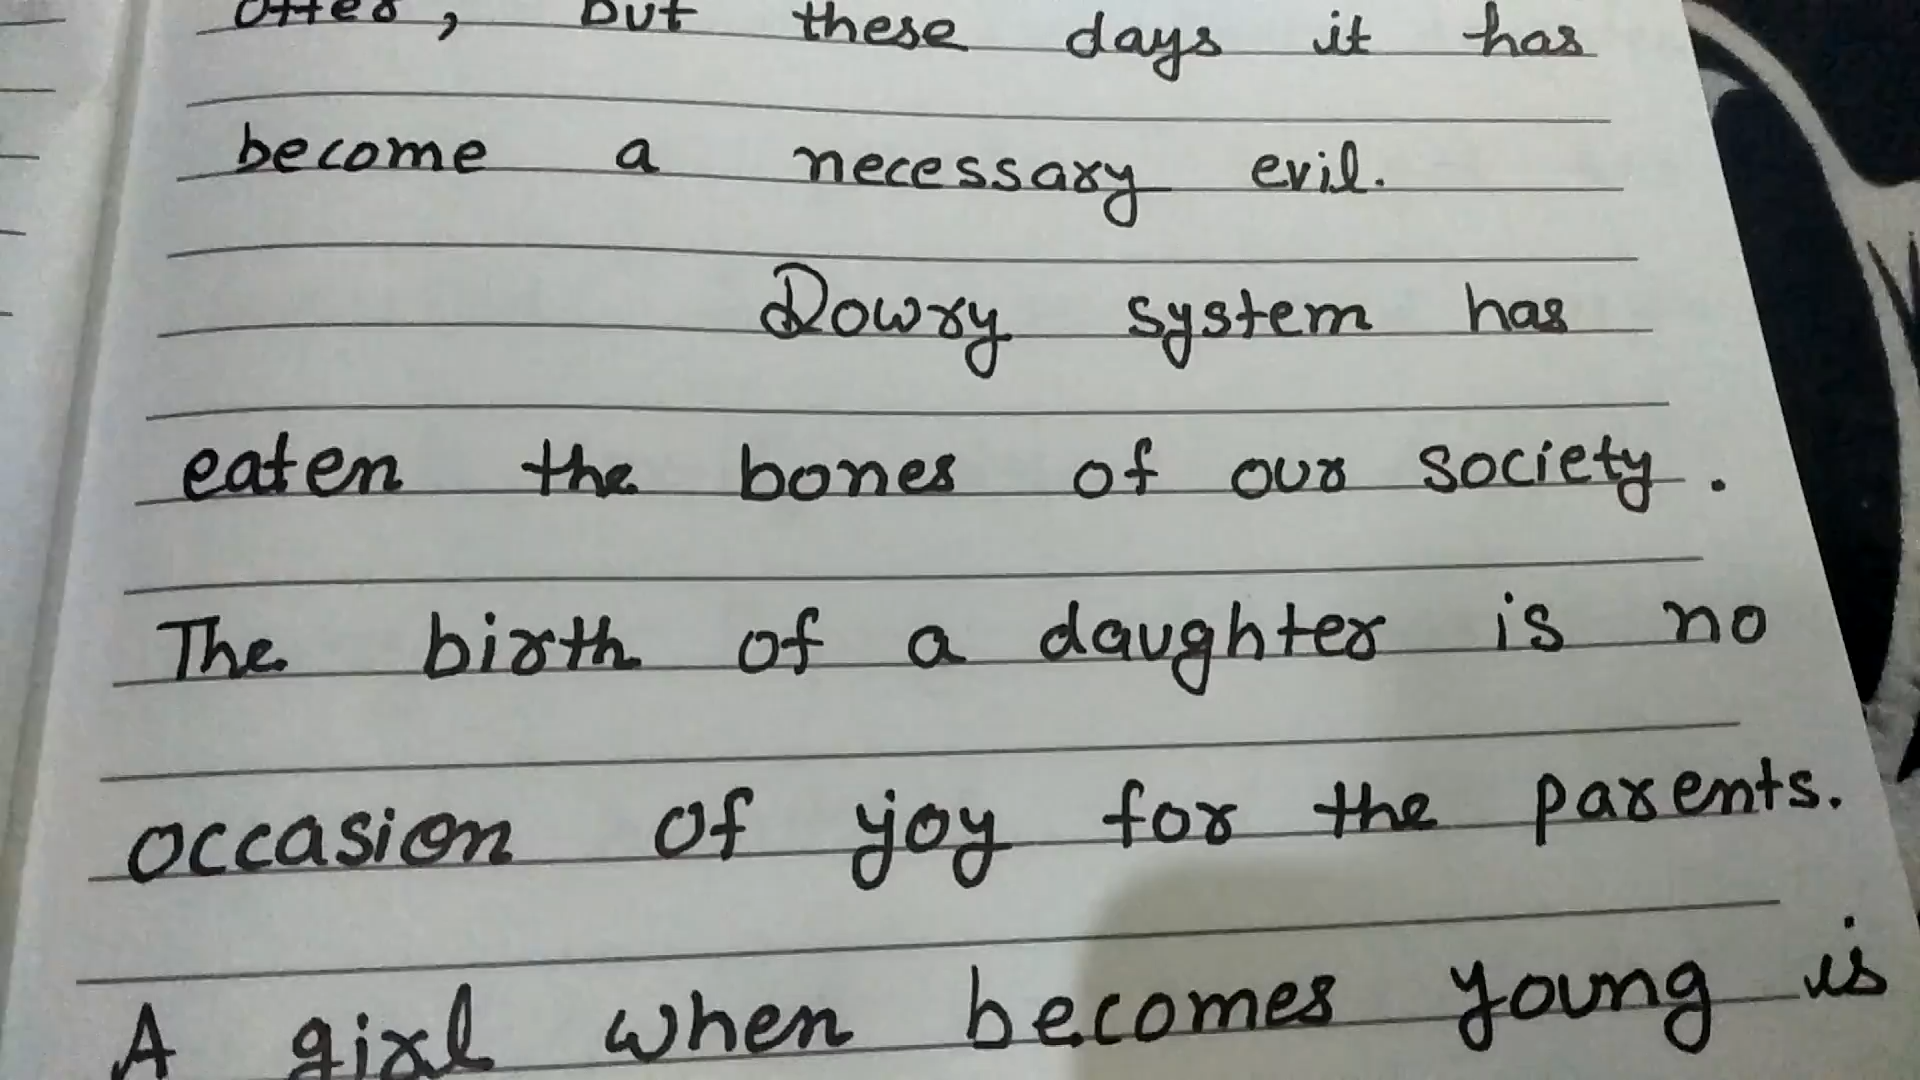 offer, but these days it has
become a necessary evil.
Dowry system has
eaten the bones of our society.
The birth of a daughter is no
occasion of joy for the parents.
A girl when becomes young is